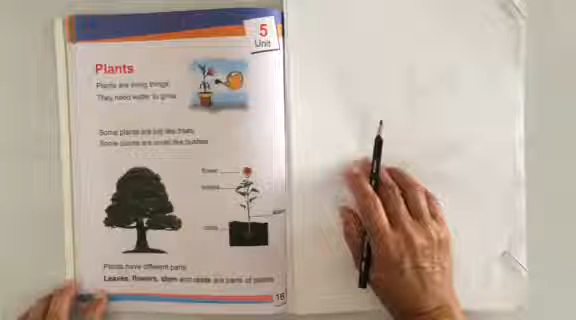 5
Unit
Plants
Plants are living things.
They need water to grow.
Some plants are big like trees.
Some plants are small like bushes.
flower
leaves
stem
roots
Plants have different parts.
Leaves, flowers, stem and roots are parts of plants.
16